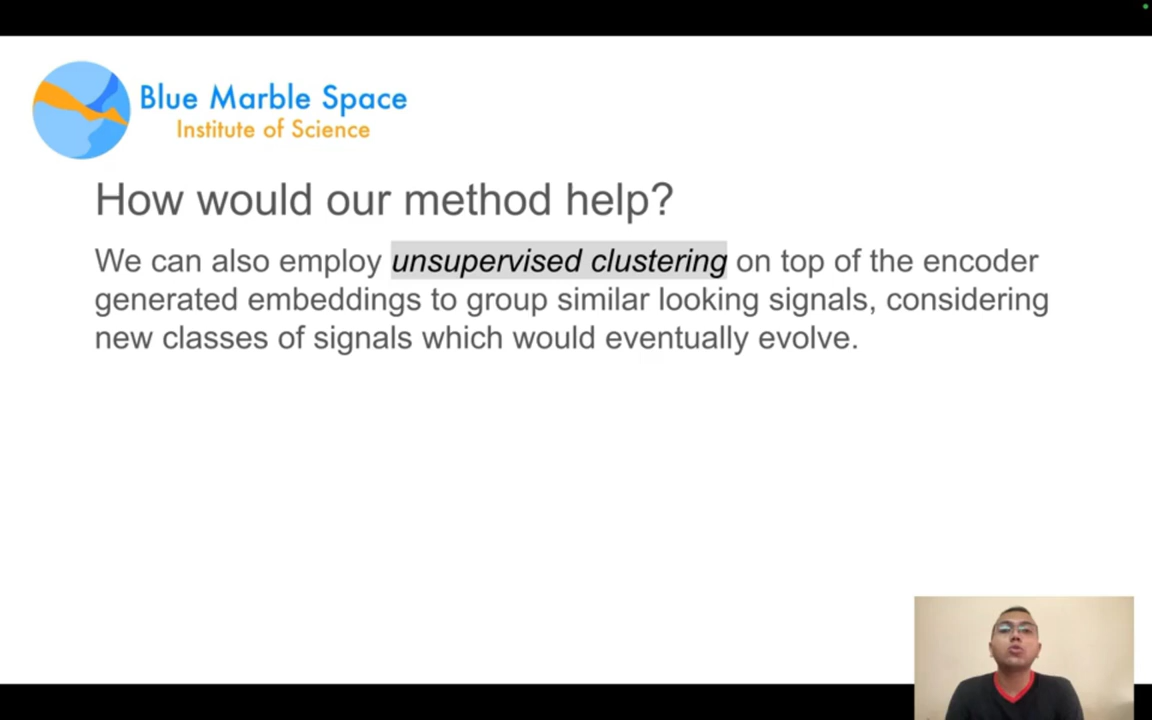 Blue Marble Space
Institute of Science
How would our method help?
We can also employ unsupervised clustering on top of the encoder
generated embeddings to group similar looking signals, considering
new classes of signals which would eventually evolve.